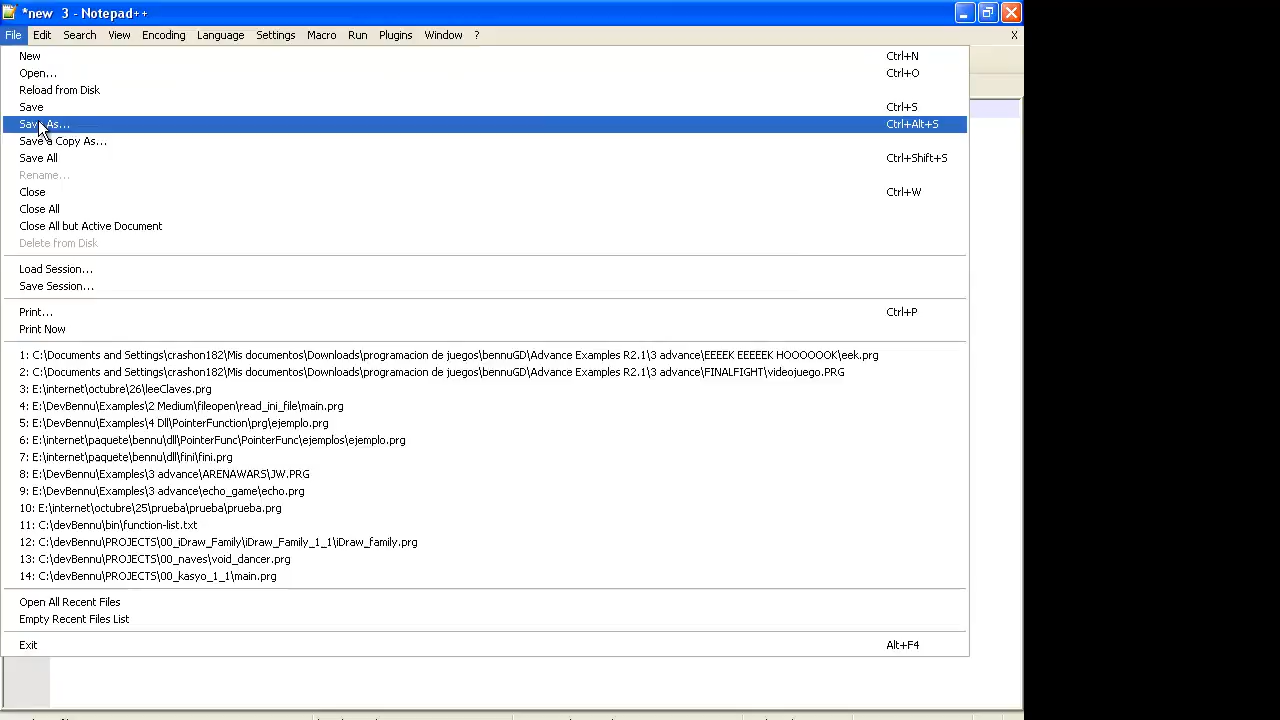 *new 3 - Notepad++
File Edit Search View Encoding Language Settings Macro Run Plugins Window ? X
New Ctrl+N
Open... Ctrl+O
Reload from Disk
Save Ctrl+S
Save As... Ctrl+Alt+S
Save a Copy As...
Save All Ctrl+Shift+S
Rename...
Close Ctrl+W
Close All
Close All but Active Document
Delete from Disk
Load Session...
Save Session...
Print... Ctrl+P
Print Now
1: C:\Documents and Settings\crashon182\Mis documentos\Downloads\programacion de juegos\bennuGD\Advance Examples R2.1\3 advance\EEEEK EEEEEK HOOOOOOK\eek.prg
2: C:\Documents and Settings\crashon182\Mis documentos\Downloads\programacion de juegos\bennuGD\Advance Examples R2.1\3 advance\FINALFIGHT\videojuego.PRG
3: E:\internet\octubre\26\leeClaves.prg
4: E:\DevBennu\Examples\2 Medium\fileopen\read_ini_file\main.prg
5: E:\DevBennu\Examples\4 Dll\PointerFunction\prg\ejemplo.prg
6: E:\internet\paquete\bennu\dll\PointerFunc\PointerFunc\ejemplos\ejemplo.prg
7: E:\internet\paquete\bennu\dll\fini\fini.prg
8: E:\DevBennu\Examples\3 advance\ARENAWARS\JW.PRG
9: E:\DevBennu\Examples\3 advance\echo_game\echo.prg
10: E:\internet\octubre\25\prueba\prueba\prueba.prg
11: C:\devBennu\bin\function-list.txt
12: C:\devBennu\PROJECTS\00_iDraw_Family\iDraw_Family_1_1\iDraw_family.prg
13: C:\devBennu\PROJECTS\00_naves\void_dancer.prg
14: C:\devBennu\PROJECTS\00_kasyo_1_1\main.prg
Open All Recent Files
Empty Recent Files List
Exit Alt+F4